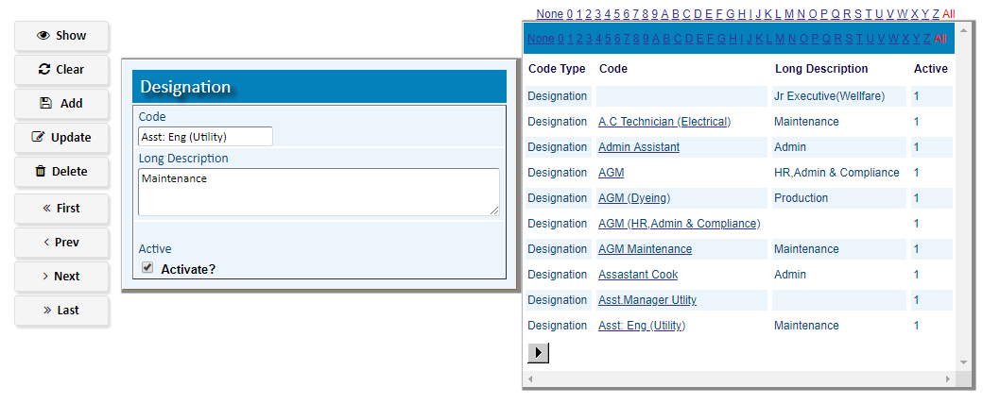 Show
Clear
Add
Update
Delete
First
Prev
Next
Last
Designation
Code
Asst: Eng (Utility)
Long Description
Maintenance
Active
Activate?
None 0 1 2 3 4 5 6 7 8 9 A B C D E F G H I J K L M N O P Q R S T U V W X Y Z All
None 0 1 2 3 4 5 6 7 8 9 A B C D E F G H I J K L M N O P Q R S T U V W X Y Z All
Code Type Code Long Description Active
Designation Jr Executive(Wellfare) 1
Designation A.C Technician (Electrical) Maintenance 1
Designation Admin Assistant Admin 1
Designation AGM HR,Admin & Compliance 1
Designation AGM (Dyeing) Production 1
Designation AGM (HR,Admin & Compliance) 1
Designation AGM Maintenance Maintenance 1
Designation Assastant Cook Admin 1
Designation Asst.Manager Utlity 1
Designation Asst: Eng (Utility) Maintenance 1